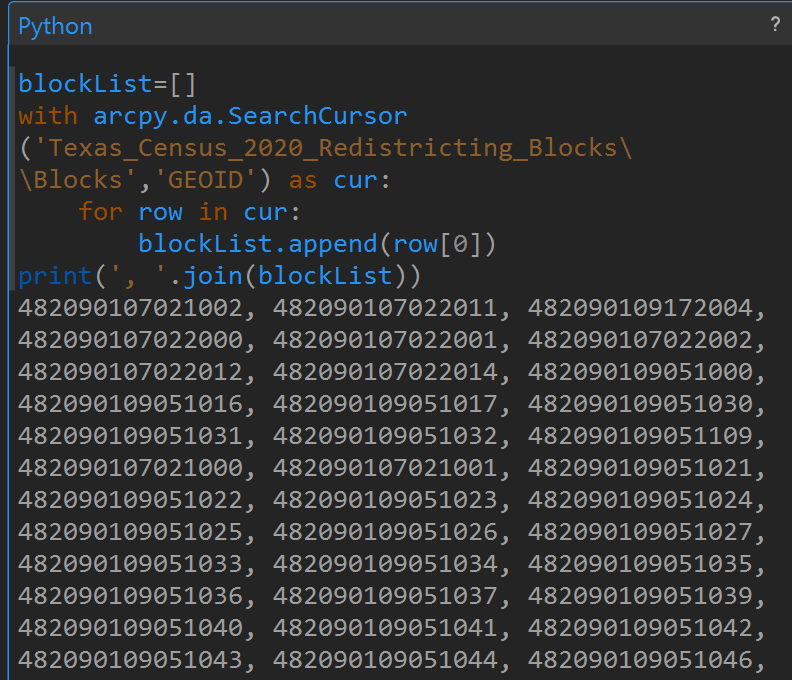 Python ?
blockList=[]
with arcpy.da.SearchCursor
('Texas_Census_2020_Redistricting_Blocks\
\Blocks','GEOID') as cur:
    for row in cur:
        blockList.append(row[0])
print(', '.join(blockList))
482090107021002, 482090107022011, 482090109172004,
482090107022000, 482090107022001, 482090107022002,
482090107022012, 482090107022014, 482090109051000,
482090109051016, 482090109051017, 482090109051030,
482090109051031, 482090109051032, 482090109051109,
482090107021000, 482090107021001, 482090109051021,
482090109051022, 482090109051023, 482090109051024,
482090109051025, 482090109051026, 482090109051027,
482090109051033, 482090109051034, 482090109051035,
482090109051036, 482090109051037, 482090109051039,
482090109051040, 482090109051041, 482090109051042,
482090109051043, 482090109051044, 482090109051046,